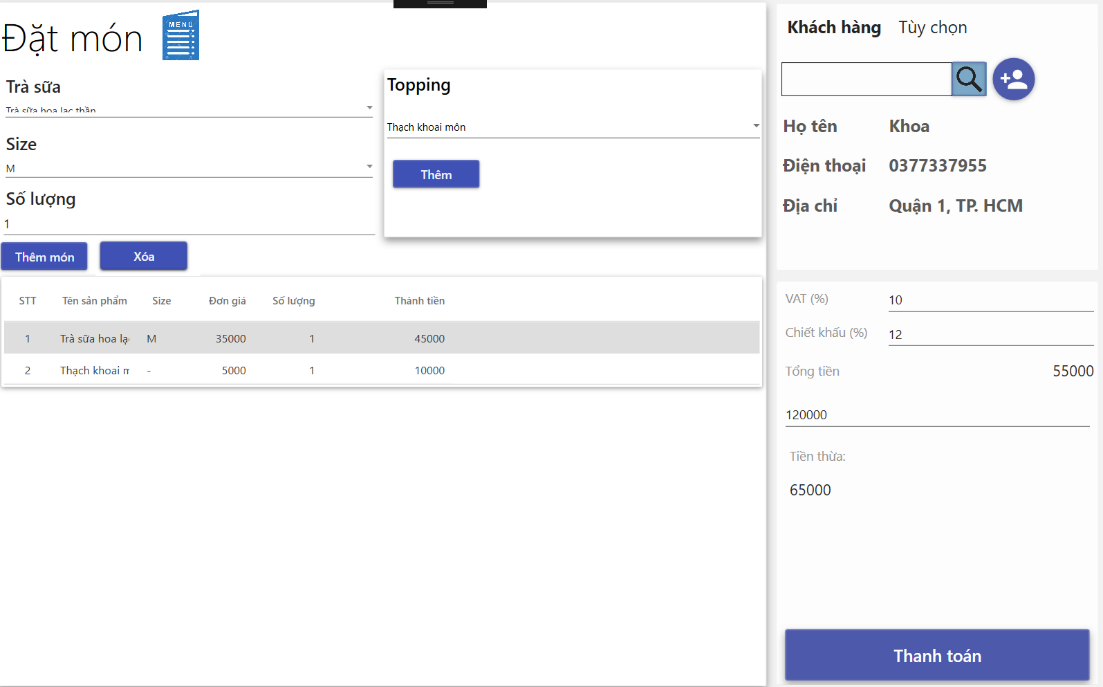 Đặt món
MENU
Trà sữa
Trà sữa hoa lạc thần
Size
M
Số lượng
1
Thêm món
Xóa
Topping
Thạch khoai môn
Thêm
STT Tên sản phẩm Size Đơn giá Số lượng Thành tiền
1 Trà sữa hoa lạ M 35000 1 45000
2 Thạch khoai m - 5000 1 10000
Khách hàng Tùy chọn
Họ tên Khoa
Điện thoại 0377337955
Địa chỉ Quận 1, TP. HCM
VAT (%) 10
Chiết khấu (%) 12
Tổng tiền 55000
120000
Tiền thừa:
65000
Thanh toán